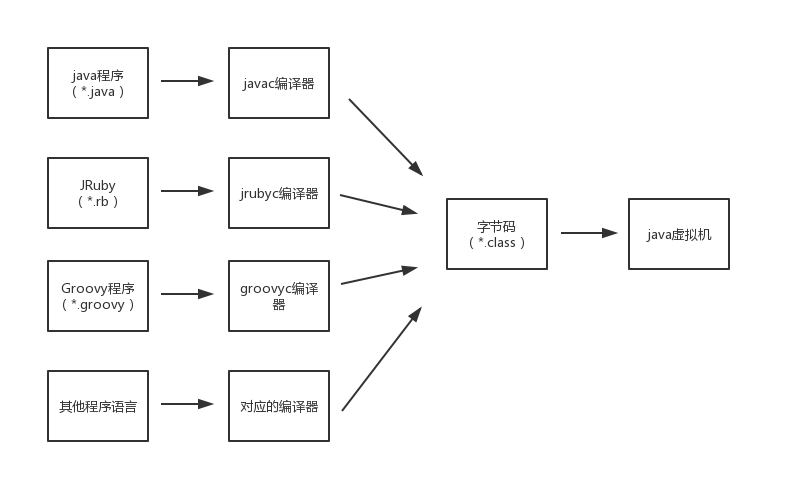 java程序
（ *.java ）
javac编译器
JRuby
（ *.rb ）
jrubyc编译器
字节码
（ *.class ）
java虚拟机
Groovy程序
（ *.groovy ）
groovyc编译
器
其他程序语言
对应的编译器